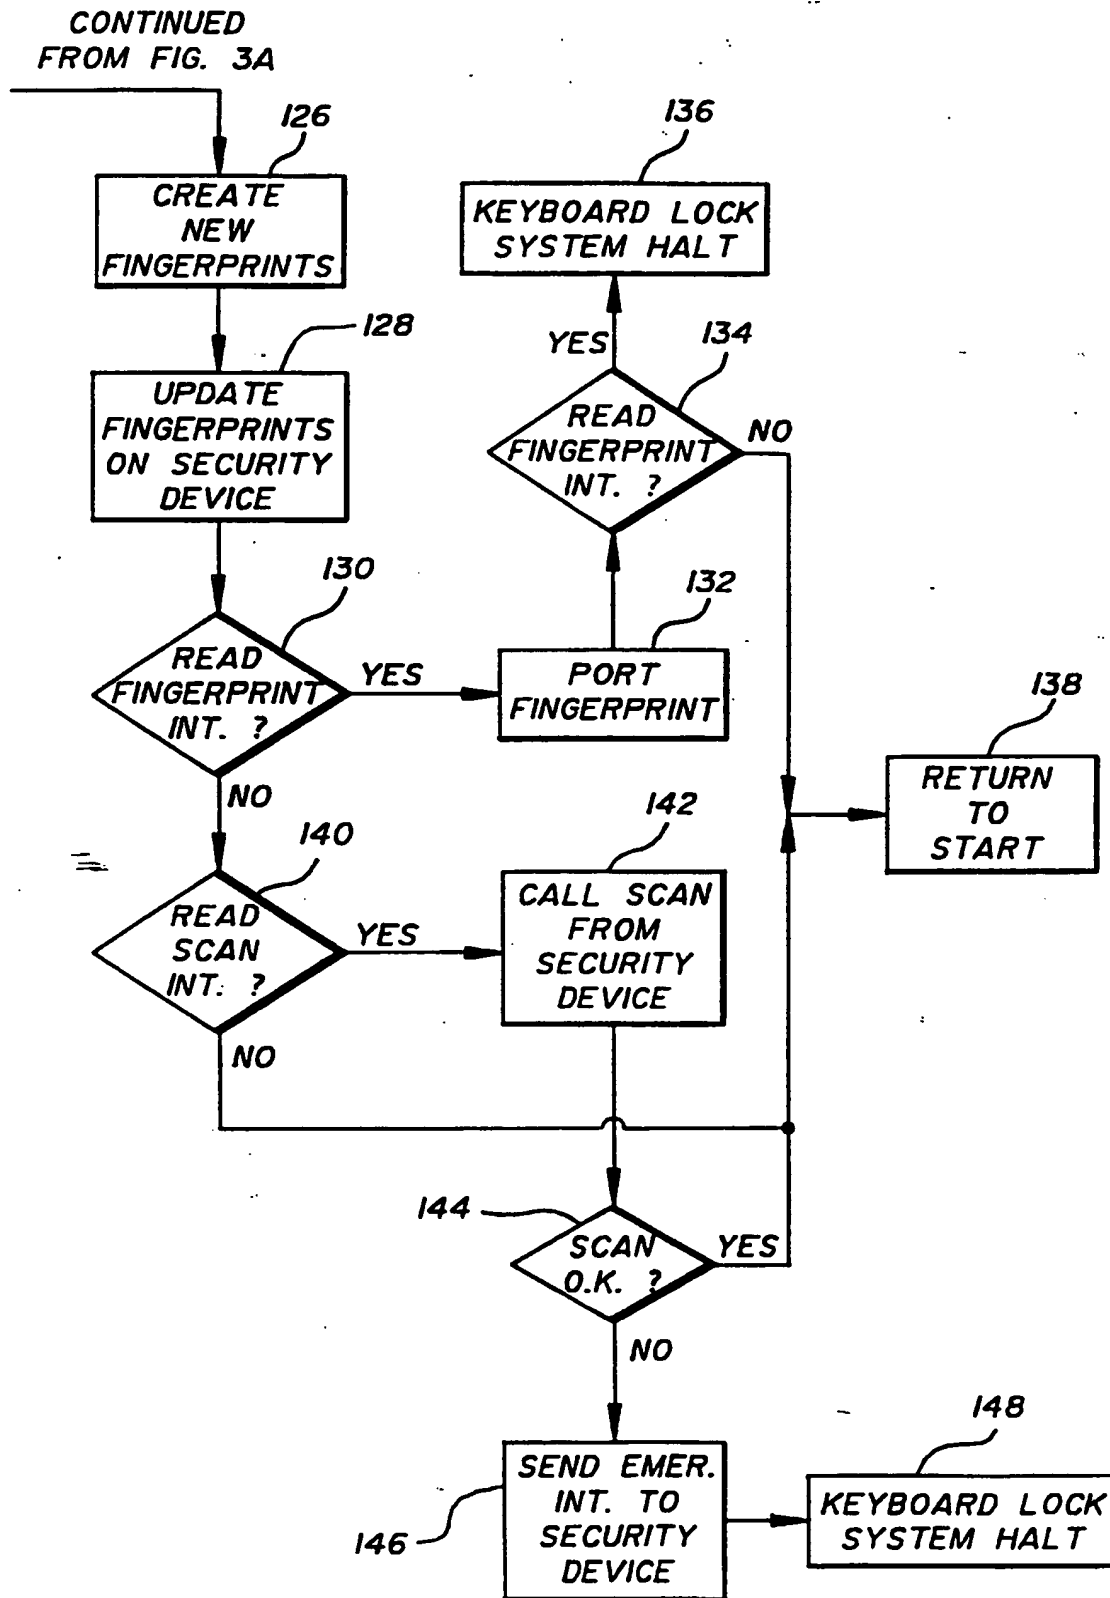 CONTINUED
FROM FIG. 3A
126
CREATE
NEW
FINGERPRINTS
128
UPDATE
FINGERPRINTS
ON SECURITY
DEVICE
130
READ
FINGERPRINT
INT. ?
YES
NO
132
PORT
FINGERPRINT
134
READ
FINGERPRINT
INT. ?
YES
NO
136
KEYBOARD LOCK
SYSTEM HALT
138
RETURN
TO
START
140
READ
SCAN
INT. ?
YES
NO
142
CALL SCAN
FROM
SECURITY
DEVICE
144
SCAN
O.K. ?
YES
NO
146
SEND EMER.
INT. TO
SECURITY
DEVICE
148
KEYBOARD LOCK
SYSTEM HALT